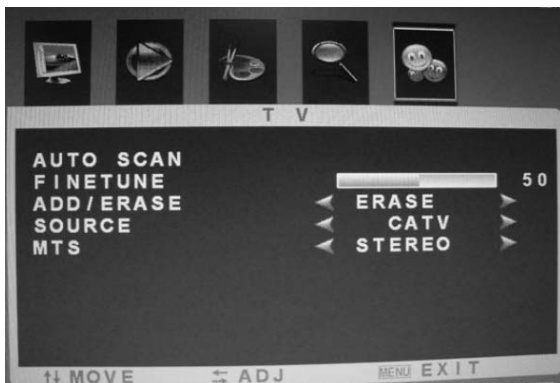 T V
AUTO SCAN
FINETUNE 50
ADD/ERASE ERASE
SOURCE CATV
MTS STEREO
MOVE ADJ MENU EXIT